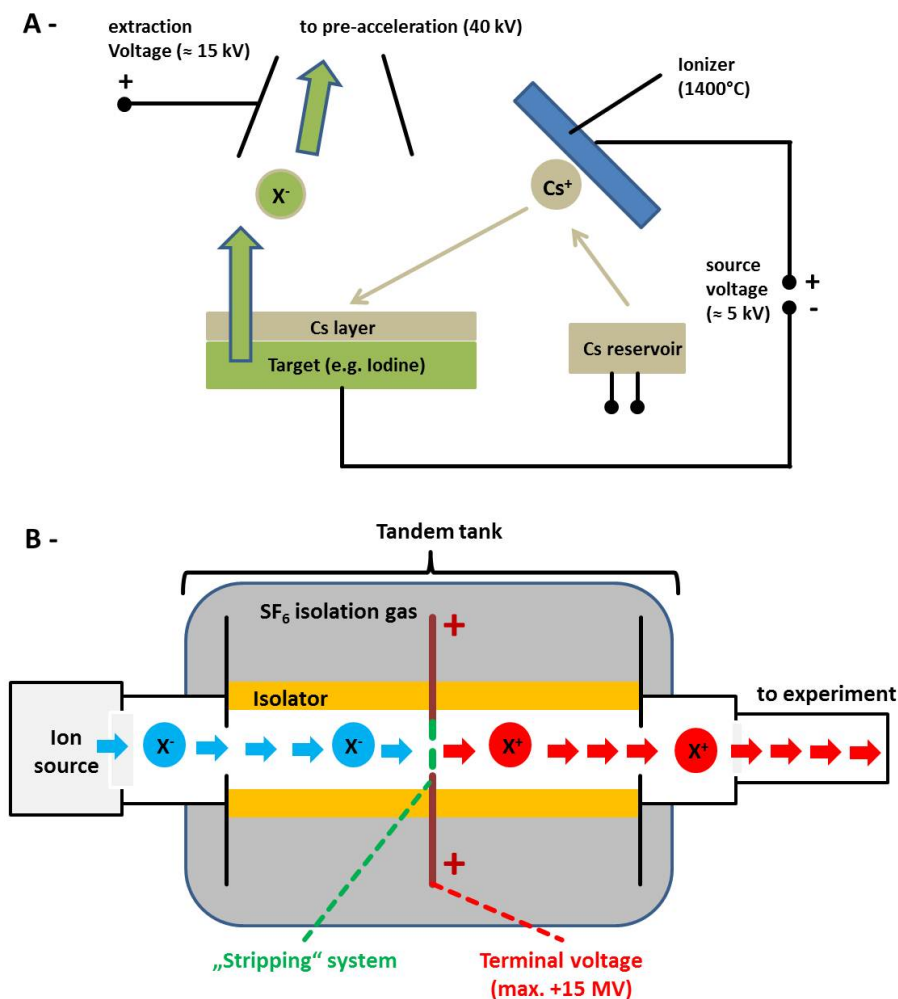 A -
extraction
Voltage (≈ 15 kV)
+
to pre-acceleration (40 kV)
Ionizer
(1400°C)
X⁻
Cs⁺
source
voltage
(≈ 5 kV)
+
-
Cs layer
Target (e.g. Iodine)
Cs reservoir
B -
Tandem tank
SF₆ isolation gas
+
Isolator
to experiment
Ion
source
X⁻
X⁻
X⁺
X⁺
+
„Stripping“ system
Terminal voltage
(max. +15 MV)